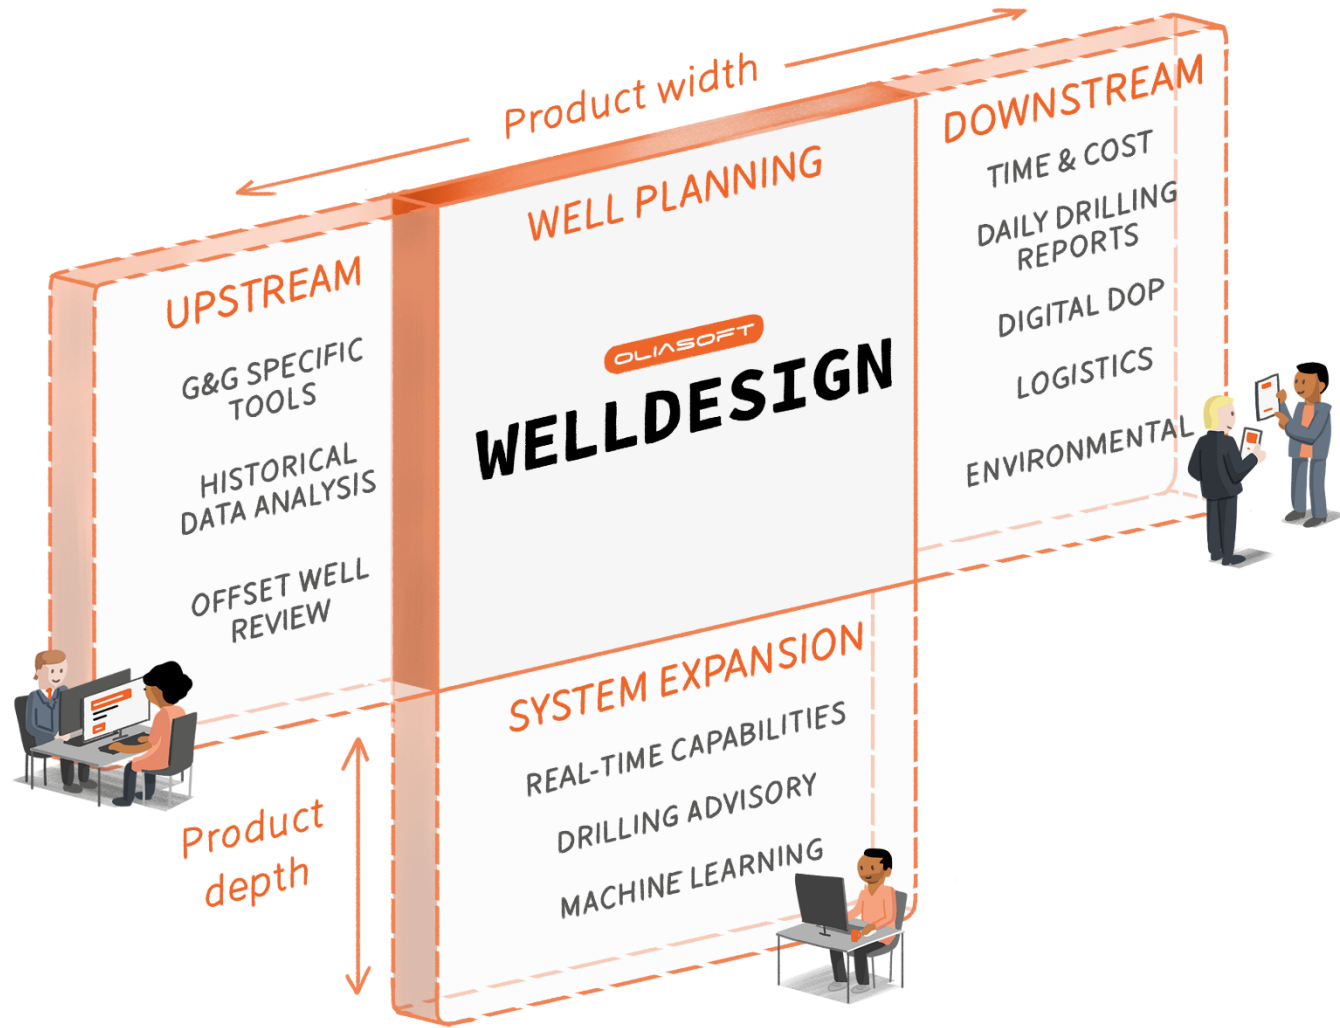 Product width
UPSTREAM
G&G SPECIFIC
TOOLS
HISTORICAL
DATA ANALYSIS
OFFSET WELL
REVIEW
WELL PLANNING
OLIASOFT
WELLDESIGN
DOWNSTREAM
TIME & COST
DAILY DRILLING
REPORTS
DIGITAL DOP
LOGISTICS
ENVIRONMENTAL
Product
depth
SYSTEM EXPANSION
REAL-TIME CAPABILITIES
DRILLING ADVISORY
MACHINE LEARNING